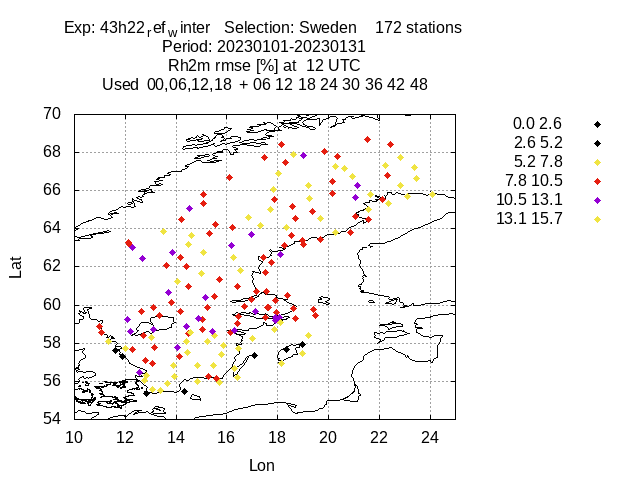 Exp: 43h22refwinter Selection: Sweden 172 stations
Period: 20230101-20230131
Rh2m rmse [%] at 12 UTC
Used 00,06,12,18 + 06 12 18 24 30 36 42 48
70
68
66
64
62
60
58
56
54
Lat
10 12 14 16 18 20 22 24
Lon
0.0 2.6
2.6 5.2
5.2 7.8
7.8 10.5
10.5 13.1
13.1 15.7